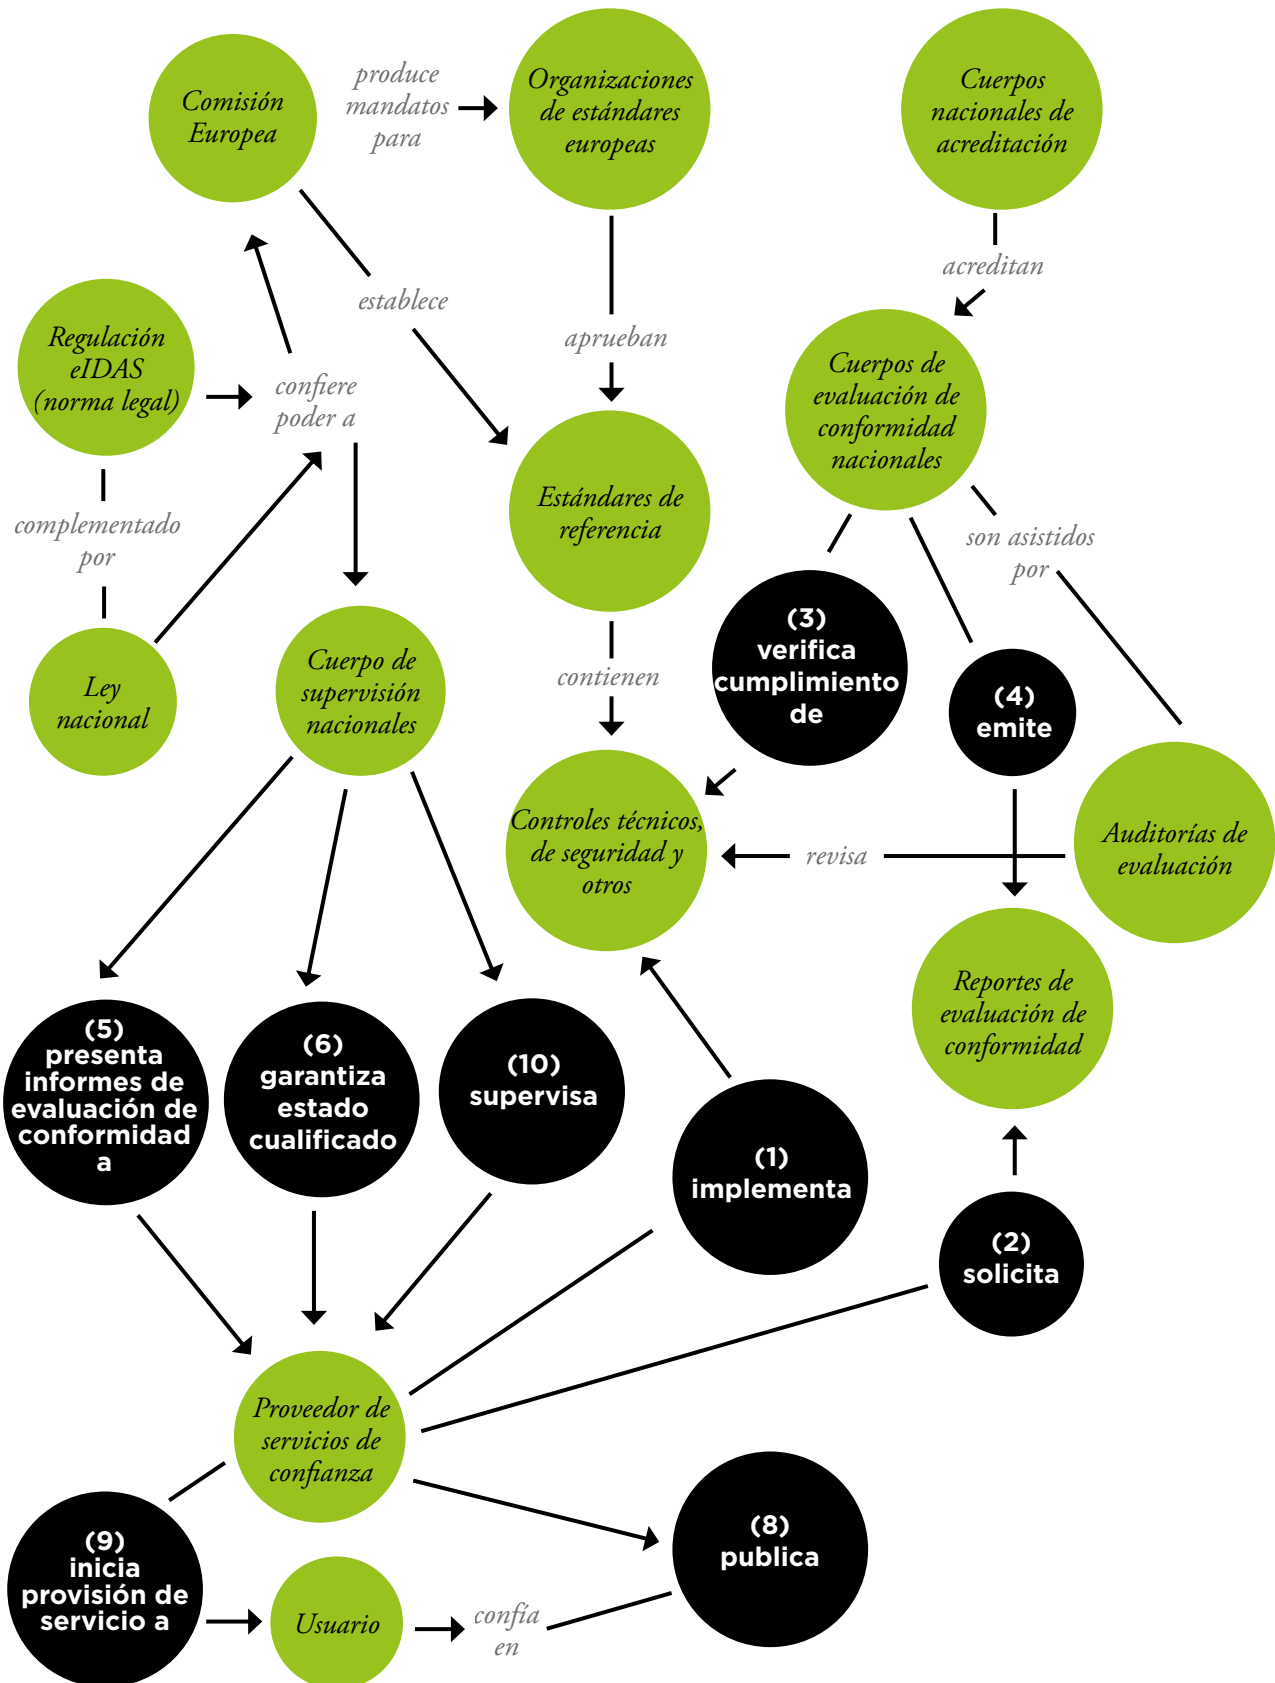 Comisión
Europea
produce
mandatos
para
Organizaciones
de estándares
europeas
Cuerpos
nacionales de
acreditación
acreditan
establece
Regulación
eIDAS
(norma legal)
confiere
poder a
aprueban
Cuerpos de
evaluación de
conformidad
nacionales
complementado
por
Estándares de
referencia
son asistidos
por
Ley
nacional
Cuerpo de
supervisión
nacionales
contienen
(3)
verifica
cumplimiento
de
(4)
emite
Controles técnicos,
de seguridad y
otros
revisa
Auditorías de
evaluación
Reportes de
evaluación de
conformidad
(5)
presenta
informes de
evaluación de
conformidad
a
(6)
garantiza
estado
cualificado
(10)
supervisa
(1)
implementa
(2)
solicita
Proveedor de
servicios de
confianza
(9)
inicia
provisión de
servicio a
Usuario
confía
en
(8)
publica